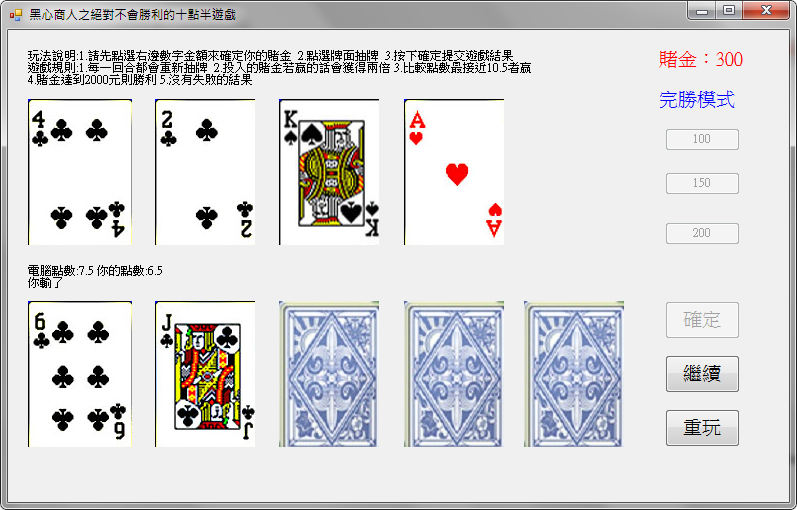 黑心商人之絕對不會勝利的十點半遊戲
玩法說明:1.請先點選右邊數字金額來確定你的賭金 2.點選牌面抽牌 3.按下確定提交遊戲結果
遊戲規則:1.每一回合都會重新抽牌 2.投入的賭金若贏的話會獲得兩倍 3.比較點數最接近10.5者贏
4.賭金達到2000元則勝利 5.沒有失敗的結果
賭金：300
完勝模式
100
150
200
4
4
2
2
K
K
A
A
電腦點數:7.5 你的點數:6.5
你輸了
6
6
J
J
確定
繼續
重玩